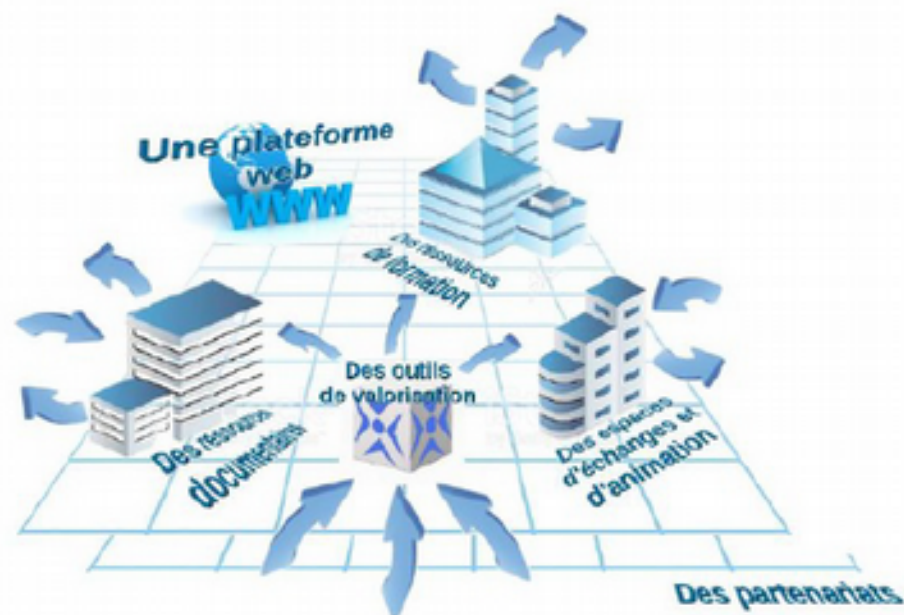 Une plateforme
web
www
Des ressources
de formation
Des outils
de valorisation
Des
documentaire
Des espaces
d'échanges et
d'animation
Des partenariats